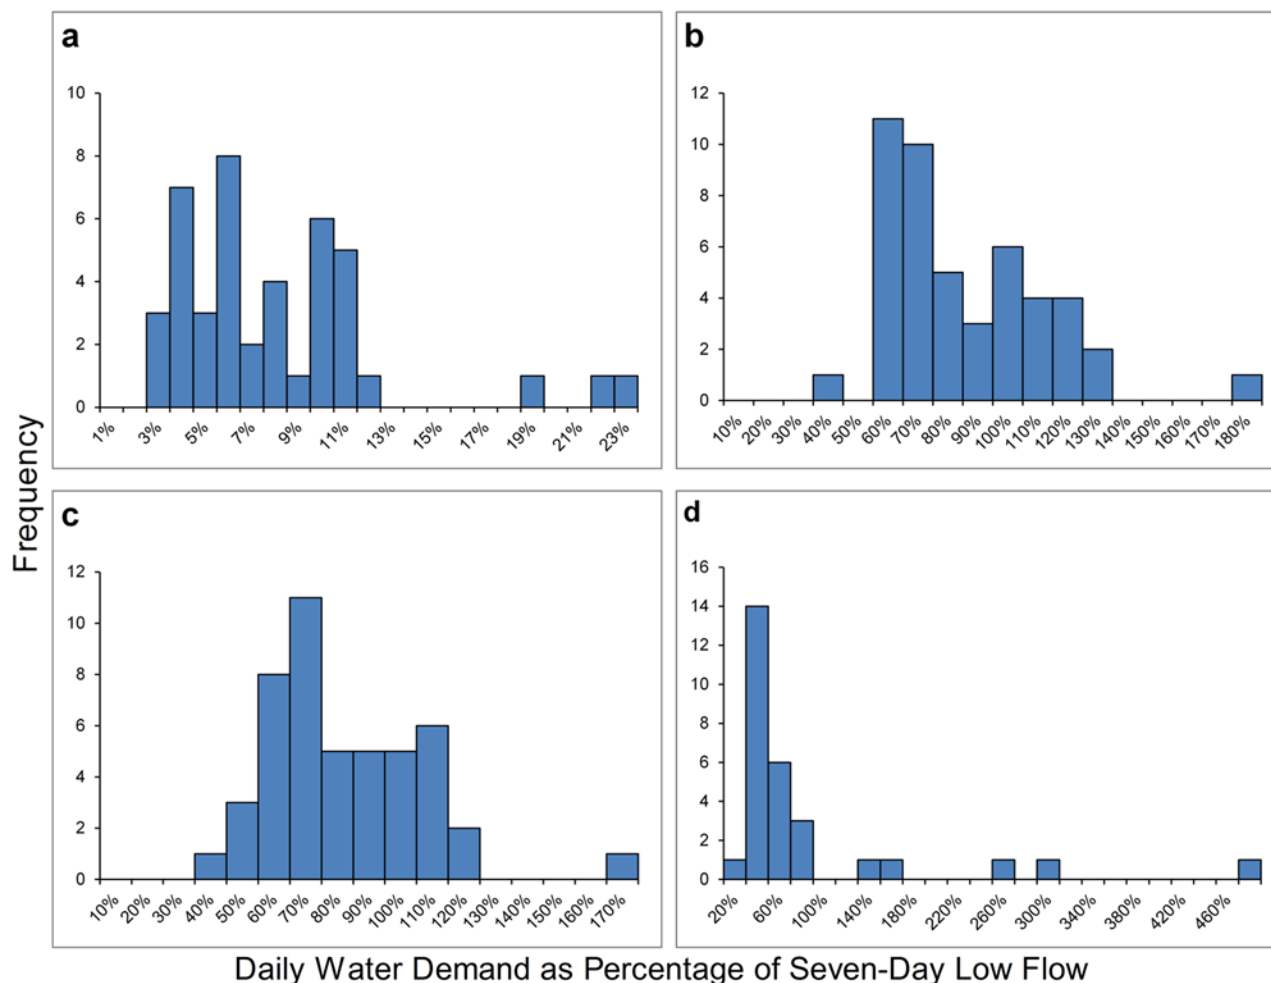 a
10
8
6
4
2
0
1% 3% 5% 7% 9% 11% 13% 15% 17% 19% 21% 23%
b
12
10
8
6
4
2
0
10% 20% 30% 40% 50% 60% 70% 80% 90% 100% 110% 120% 130% 140% 150% 160% 170% 180%
Frequency
c
12
10
8
6
4
2
0
10% 20% 30% 40% 50% 60% 70% 80% 90% 100% 110% 120% 130% 140% 150% 160% 170%
d
16
14
12
10
8
6
4
2
0
20% 60% 100% 140% 180% 220% 260% 300% 340% 380% 420% 460%
Daily Water Demand as Percentage of Seven-Day Low Flow